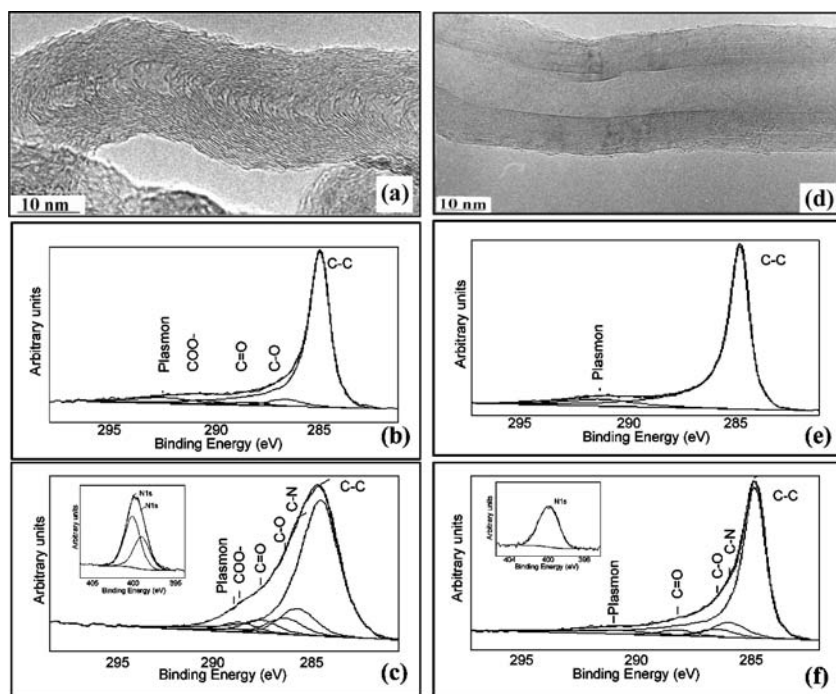 (a)
10 nm
(d)
10 nm
Arbitrary units
Plasmon
COO-
C=O
C-O
C-C
295 290 285
Binding Energy (eV)
(b)
Arbitrary units
Plasmon
C-C
295 290 285
Binding Energy (eV)
(e)
Arbitrary units
Arbitrary units
N1s
N1s
405 400 395
Binding Energy (eV)
Plasmon
COO-
C=O
C-O
C-N
C-C
295 290 285
Binding Energy (eV)
(c)
Arbitrary units
Arbitrary units
N1s
404 400 396
Binding Energy (eV)
Plasmon
C=O
C-O
C-N
C-C
295 290 285
Binding Energy (eV)
(f)